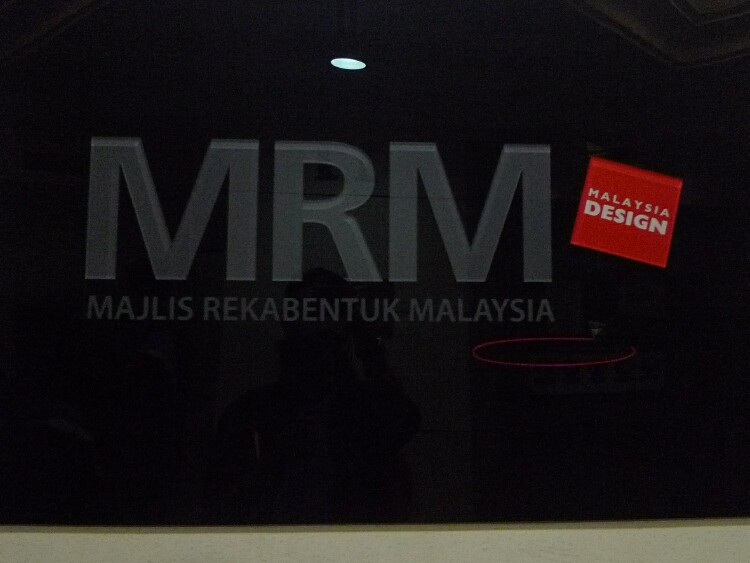 MRM
MALAYSIA
DESIGN
MAJLIS REKABENTUK MALAYSIA